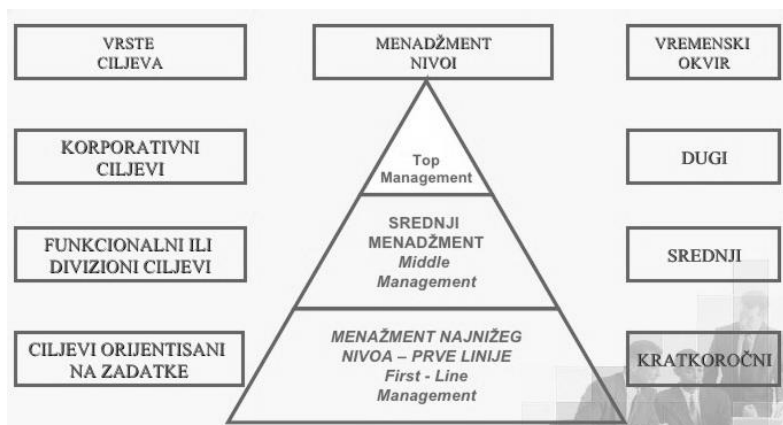 VRSTE
CILJEVA
MENADŽMENT
NIVOI
VREMENSKI
OKVIR
KORPORATIVNI
CILJEVI
Top
Management
DUGI
FUNKCIONALNI ILI
DIVIZIONI CILJEVI
SREDNJI
MENADŽMENT
Middle
Management
SREDNJI
CILJEVI ORIJENTISANI
NA ZADATKE
MENAŽMENT NAJNIŽEG
NIVOA – PRVE LINIJE
First - Line
Management
KRATKOROČNI